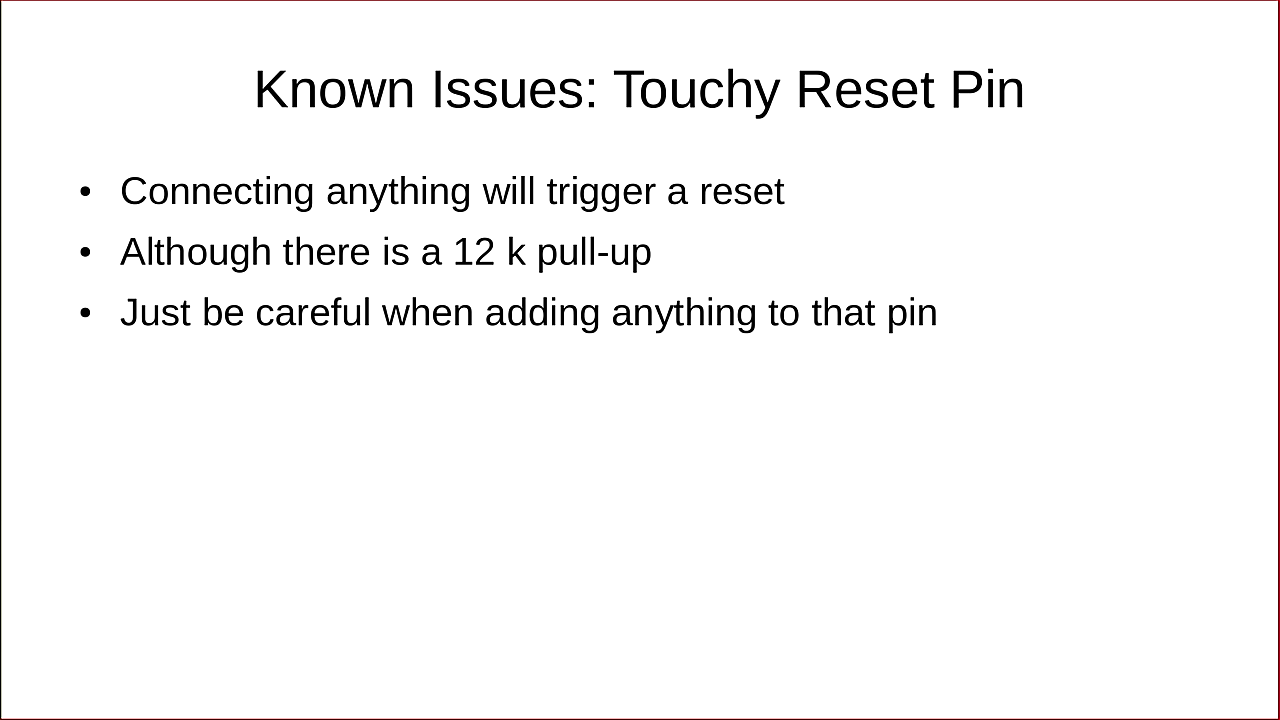 Known Issues: Touchy Reset Pin
• Connecting anything will trigger a reset
• Although there is a 12 k pull-up
• Just be careful when adding anything to that pin